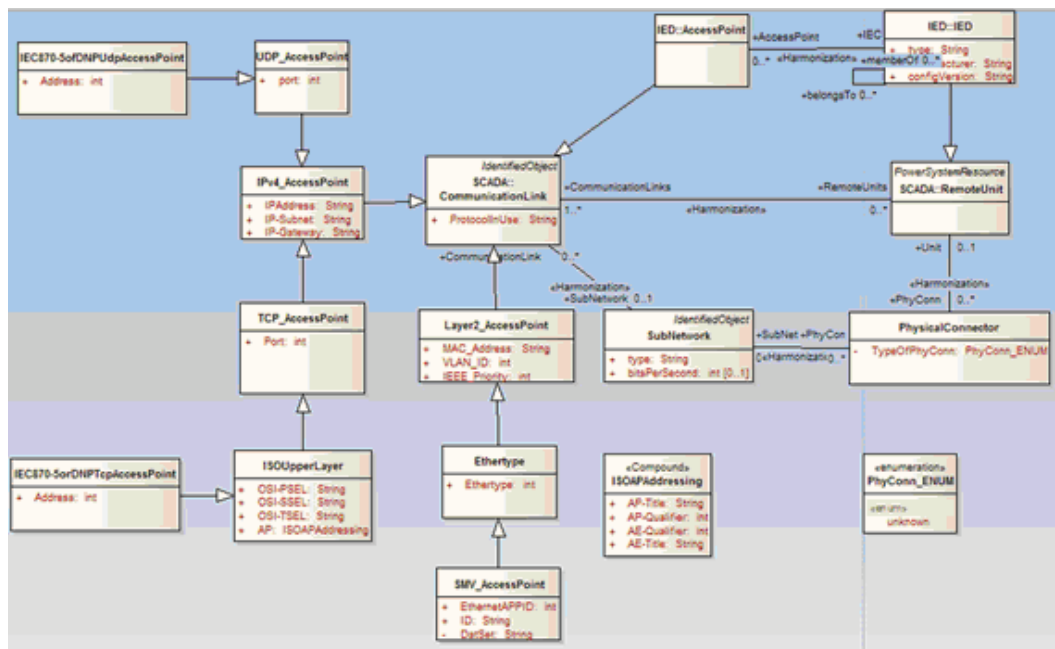 IEC870-5ofDNPUdpAccessPoint
+ Address: int
UDP_AccessPoint
+ port: int
IED::AccessPoint
+AccessPoint
0..*
«Harmonization»
+IEC
IED::IED
+ type: String
+memberOf 0..*
String
+ configVersion: String
+belongsTo 0..*
IPv4_AccessPoint
+ IPAddress: String
+ IP-Subnet: String
+ IP-Gateway: String
IdentifiedObject
SCADA::
CommunicationLink
+ ProtocolInUse: String
+CommunicationLinks
1..*
«Harmonization»
+RemoteUnits
0..*
PowerSystemResource
SCADA::RemoteUnit
+CommunicationLink
0..*
«Harmonization»
+SubNetwork 0..1
+Unit 0..1
«Harmonization»
+PhyConn 0..*
TCP_AccessPoint
+ Port: int
Layer2_AccessPoint
+ MAC_Address: String
+ VLAN_ID: int
+ IEEE_Priority: int
IdentifiedObject
SubNetwork
+ type: String
+ bitsPerSecond: int [0..1]
+SubNet +PhyCon
0..*
PhysicalConnector
- TypeOfPhyConn: PhyConn_ENUM
IEC870-5orDNPTcpAccessPoint
+ Address: int
ISOUpperLayer
+ OSI-PSEL: String
+ OSI-SSEL: String
+ OSI-TSEL: String
+ AP: ISOAPAddressing
Ethertype
+ Ethertype: int
«Compound»
ISOAPAddressing
+ AP-Title: String
+ AP-Qualifier: int
+ AE-Qualifier: int
+ AE-Title: String
«enumeration»
PhyConn_ENUM
«enum»
unknown
SMV_AccessPoint
+ EthernetAPPID: int
+ ID: String
- DatSet: String